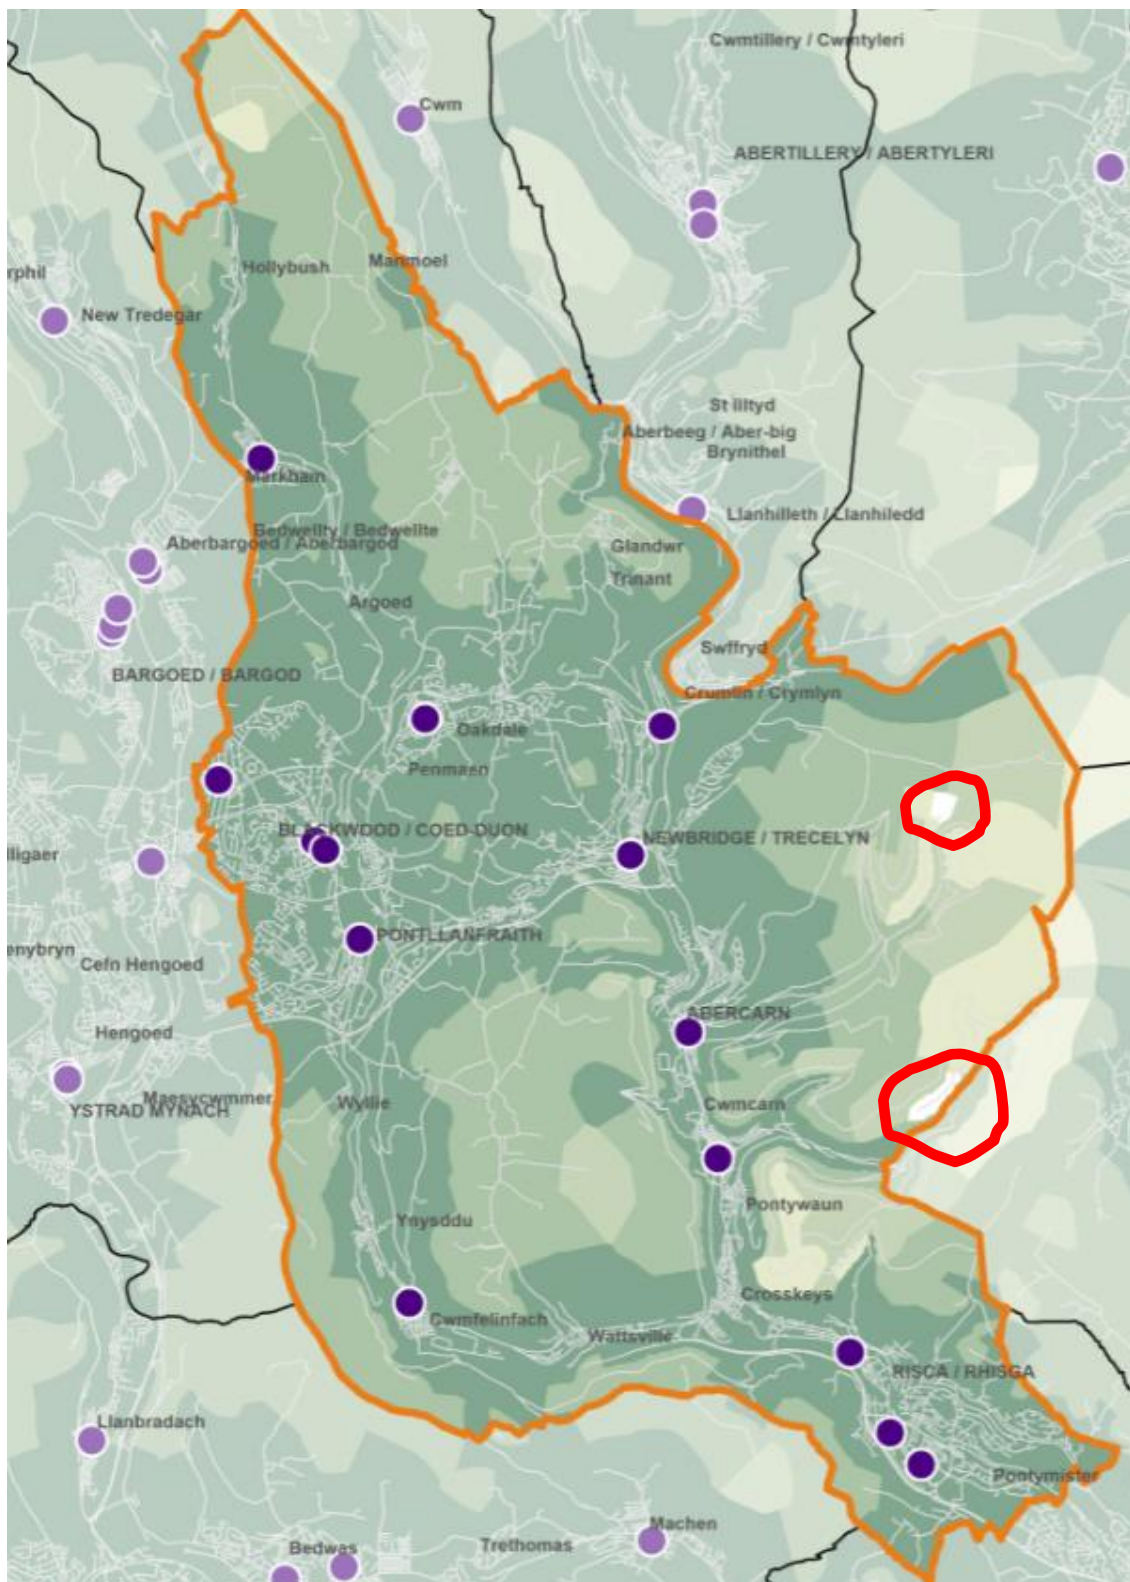 Cwmtillery / Cwmtyleri
Cwm
ABERTILLERY / ABERTYLERI
Hollybush
Manmoel
rphil
New Tredegar
St Illtyd
Aberbeeg / Aber-big
Brynithel
Markham
Llanhilleth / Llanhiledd
Bedwellty / Bedwellte
Aberbargoed / Aberbargod
Glandwr
Trinant
Argoed
Swffryd
BARGOED / BARGOD
Crumlin / Crymlyn
Oakdale
Penmaen
BLACKWOOD / COED-DUON
NEWBRIDGE / TRECELYN
lligaer
PONTLLANFRAITH
enybryn
Cefn Hengoed
ABERCARN
Hengoed
Maesycwmmer
YSTRAD MYNACH
Wyllie
Cwmcarn
Pontywaun
Ynysddu
Crosskeys
Cwmfelinfach
Wattsville
RISCA / RHISGA
Llanbradach
Pontymister
Machen
Trethomas
Bedwas